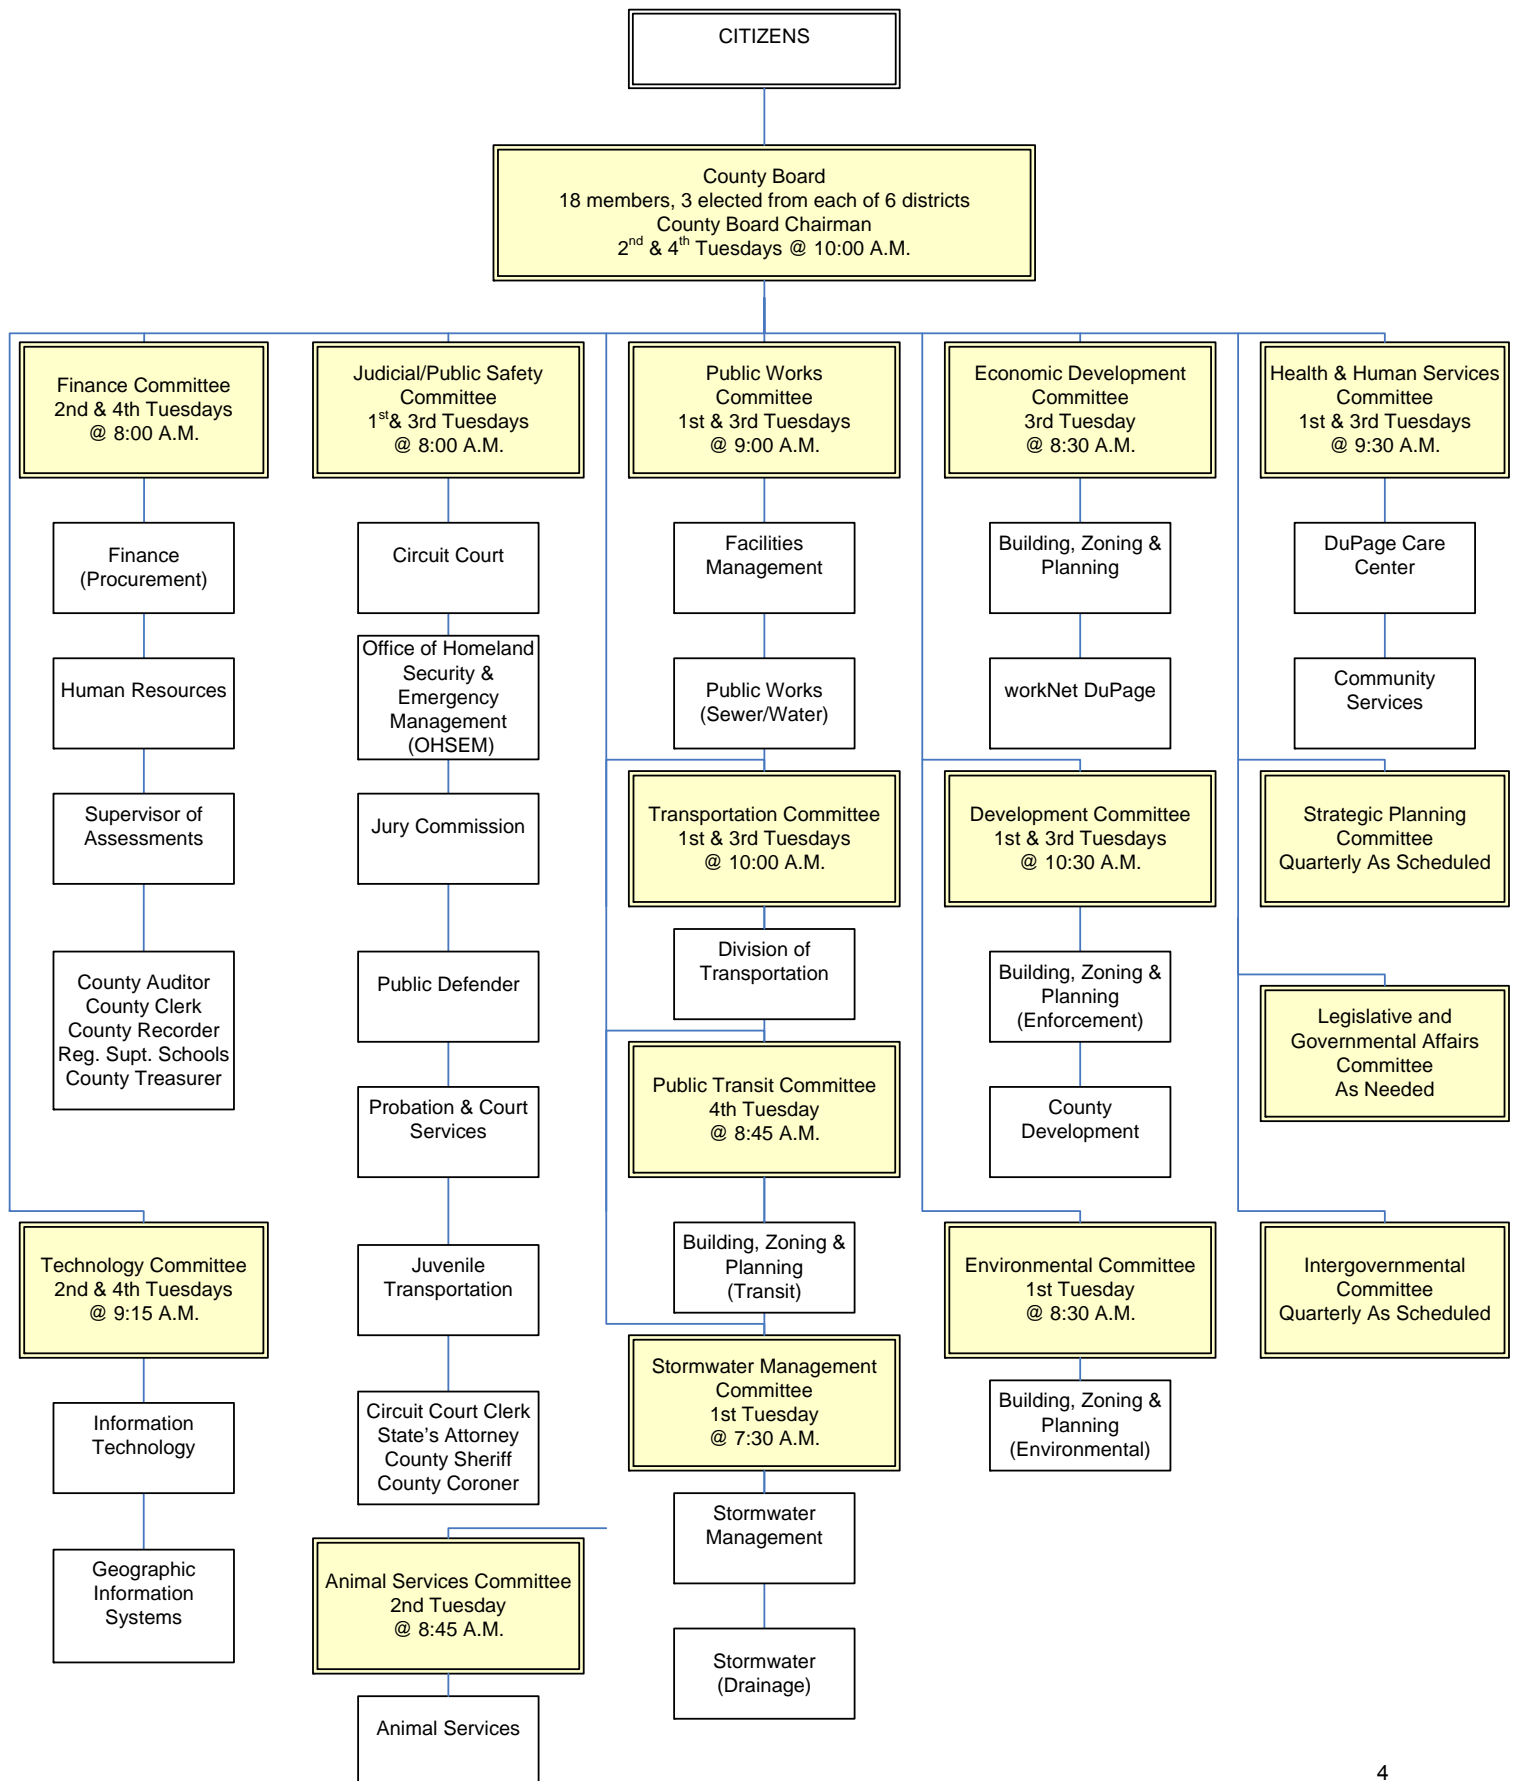 CITIZENS
County Board
18 members, 3 elected from each of 6 districts
County Board Chairman
2nd & 4th Tuesdays @ 10:00 A.M.
Finance Committee
2nd & 4th Tuesdays
@ 8:00 A.M.
Finance
(Procurement)
Human Resources
Supervisor of
Assessments
County Auditor
County Clerk
County Recorder
Reg. Supt. Schools
County Treasurer
Technology Committee
2nd & 4th Tuesdays
@ 9:15 A.M.
Information
Technology
Geographic
Information
Systems
Judicial/Public Safety
Committee
1st& 3rd Tuesdays
@ 8:00 A.M.
Circuit Court
Office of Homeland
Security &
Emergency
Management
(OHSEM)
Jury Commission
Public Defender
Probation & Court
Services
Juvenile
Transportation
Circuit Court Clerk
State’s Attorney
County Sheriff
County Coroner
Animal Services Committee
2nd Tuesday
@ 8:45 A.M.
Animal Services
Public Works
Committee
1st & 3rd Tuesdays
@ 9:00 A.M.
Facilities
Management
Public Works
(Sewer/Water)
Transportation Committee
1st & 3rd Tuesdays
@ 10:00 A.M.
Division of
Transportation
Public Transit Committee
4th Tuesday
@ 8:45 A.M.
Building, Zoning &
Planning
(Transit)
Stormwater Management
Committee
1st Tuesday
@ 7:30 A.M.
Stormwater
Management
Stormwater
(Drainage)
Economic Development
Committee
3rd Tuesday
@ 8:30 A.M.
Building, Zoning &
Planning
workNet DuPage
Development Committee
1st & 3rd Tuesdays
@ 10:30 A.M.
Building, Zoning &
Planning
(Enforcement)
County
Development
Environmental Committee
1st Tuesday
@ 8:30 A.M.
Building, Zoning &
Planning
(Environmental)
Health & Human Services
Committee
1st & 3rd Tuesdays
@ 9:30 A.M.
DuPage Care
Center
Community
Services
Strategic Planning
Committee
Quarterly As Scheduled
Legislative and
Governmental Affairs
Committee
As Needed
Intergovernmental
Committee
Quarterly As Scheduled
4